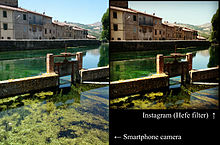 Instagram (Hefe filter) ↑
← Smartphone camera